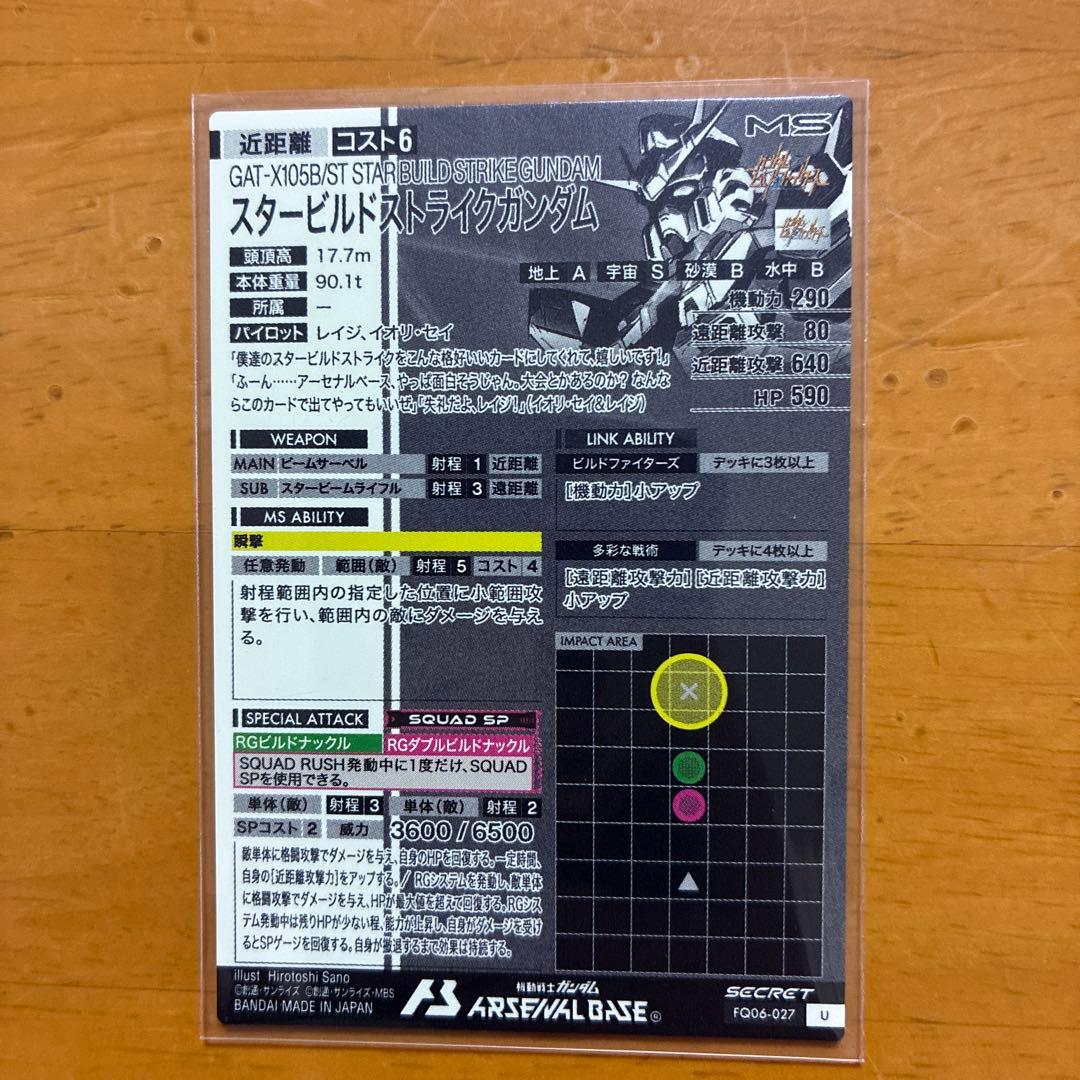 近距離 コスト6
MS
GAT-X105B/ST STAR BUILD STRIKE GUNDAM
スタービルドストライクガンダム
頭頂高 17.7m
本体重量 90.1t
所属 ー
パイロット レイジ、イオリ・セイ
地上 A 宇宙 S 砂漠 B 水中 B
機動力 290
遠距離攻撃 80
近距離攻撃 640
HP 590
「僕達のスタービルドストライクをこんな格好いいカードにしてくれて、嬉しいです!」
「ふーん……アーセナルベース、やっぱ面白そうじゃん。大会とかあるのか? なんな
らこのカードで出てやってもいいぜ」「失礼だよ、レイジ!」(イオリ・セイ&レイジ)
WEAPON
MAIN ビームサーベル 射程 1 近距離
SUB スタービームライフル 射程 3 遠距離
MS ABILITY
瞬撃
任意発動 範囲(敵) 射程 5 コスト 4
射程範囲内の指定した位置に小範囲攻
撃を行い、範囲内の敵にダメージを与え
る。
SPECIAL ATTACK SQUAD SP
RGビルドナックル RGダブルビルドナックル
SQUAD RUSH発動中に1度だけ、SQUAD
SPを使用できる。
単体(敵) 射程 3 単体(敵) 射程 2
SPコスト 2 威力 3600 / 6500
敵単体に格闘攻撃でダメージを与え、自身のHPを回復する。一定時間、
自身の[近距離攻撃力]をアップする。/ RGシステムを発動し、敵単体
に格闘攻撃でダメージを与え、HPが最大値を超えて回復する。RGシス
テム発動中は残りHPが少ない程、能力が上昇し、自身がダメージを受け
るとSPゲージを回復する。自身が撤退するまで効果は持続する。
LINK ABILITY
ビルドファイターズ デッキに3枚以上
[機動力]小アップ
多彩な戦術 デッキに4枚以上
[遠距離攻撃力][近距離攻撃力]
小アップ
IMPACT AREA
illust Hirotoshi Sano
©創通・サンライズ ©創通・サンライズ・MBS
BANDAI MADE IN JAPAN
機動戦士ガンダム
ARSENAL BASE®
SECRET
FQ06-027 U